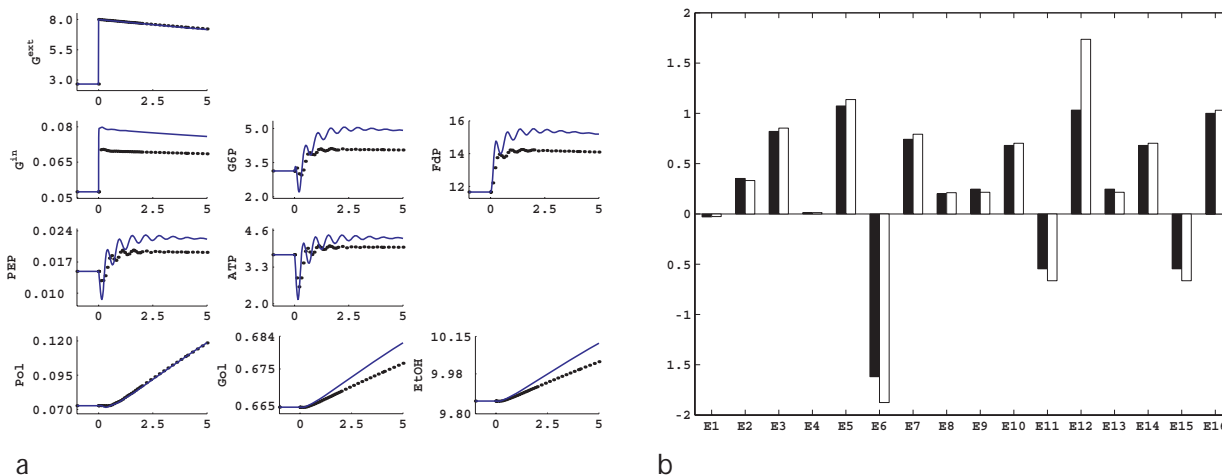 8.0
5.5
3.0
G^ext
0 2.5 5
0.08
0.065
0.05
G^in
0 2.5 5
5.0
3.5
2.0
G6P
0 2.5 5
16
14
12
FdP
0 2.5 5
0.024
0.017
0.010
PEP
0 2.5 5
4.6
3.3
2.0
ATP
0 2.5 5
0.120
0.095
0.070
Pol
0 2.5 5
0.684
0.675
0.665
Gol
0 2.5 5
10.15
9.98
9.80
EtOH
0 2.5 5
a
2
1.5
1
0.5
0
0.5
-1
1.5
-2
E1 E2 E3 E4 E5 E6 E7 E8 E9 E10 E11 E12 E13 E14 E15 E16
b